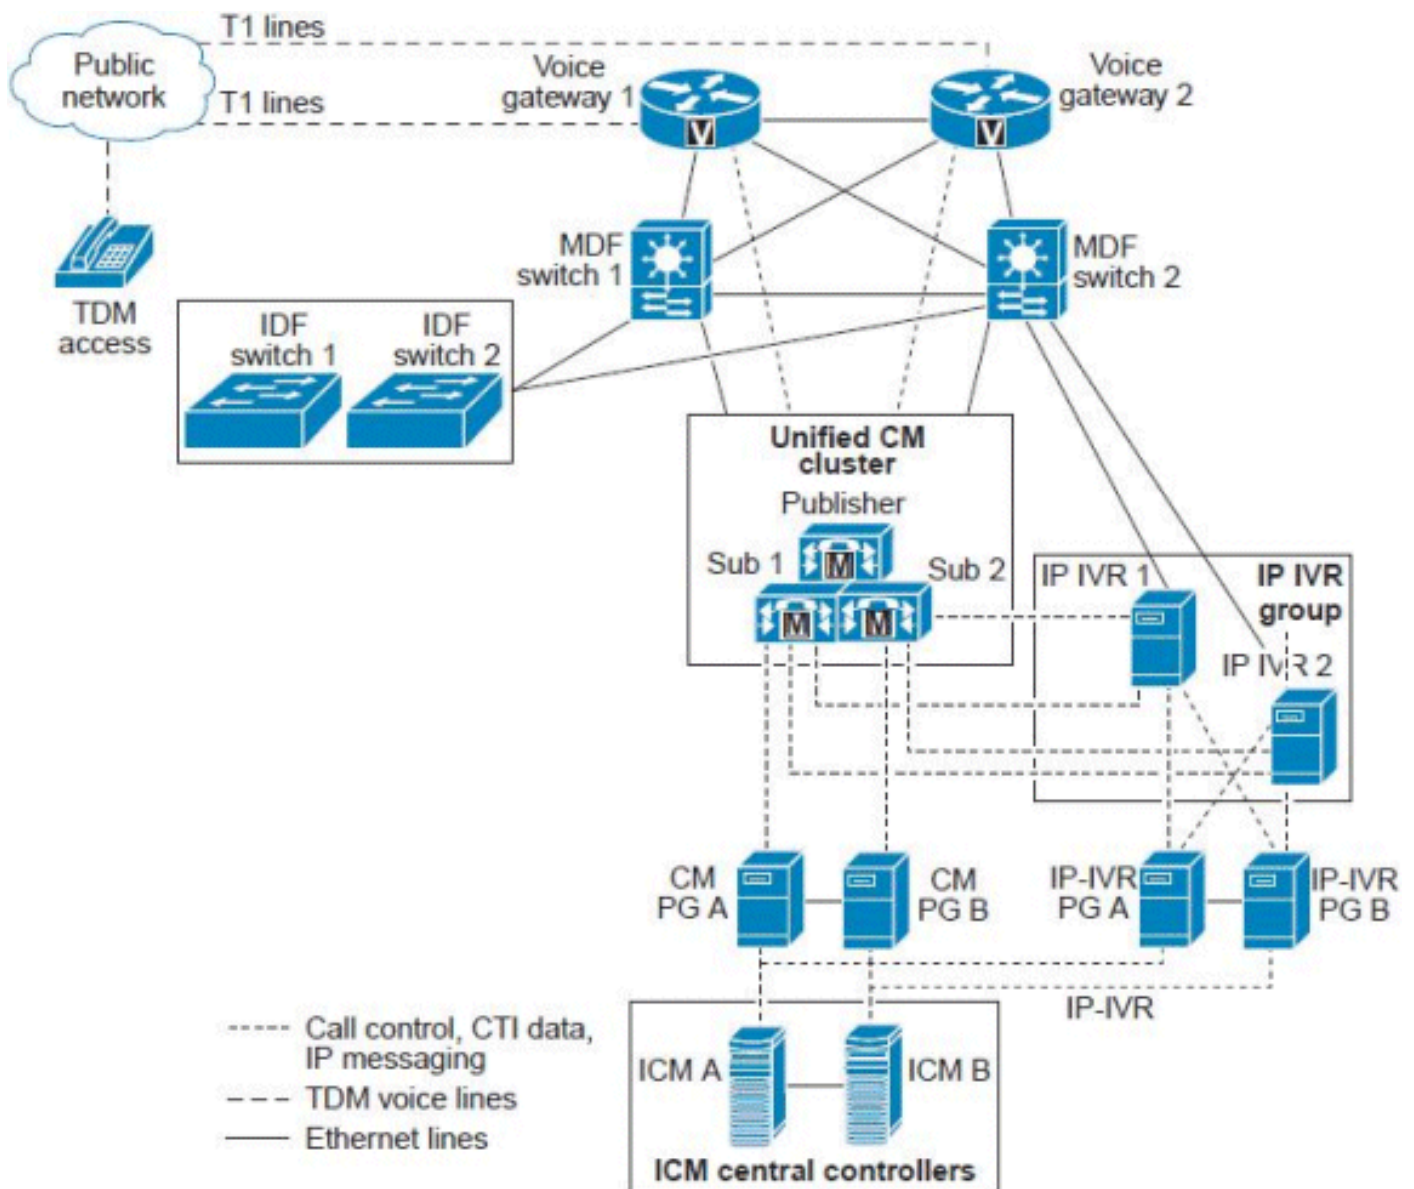 T1 lines
Public
network
T1 lines
Voice
gateway 1
Voice
gateway 2
V
V
TDM
access
MDF
switch 1
MDF
switch 2
IDF
switch 1
IDF
switch 2
Unified CM
cluster
Publisher
M
Sub 1
Sub 2
M
M
IP IVR 1
IP IVR
group
IP IVR 2
CM
PG A
CM
PG B
IP-IVR
PG A
IP-IVR
PG B
IP-IVR
ICM A
ICM B
ICM central controllers
Call control, CTI data,
IP messaging
TDM voice lines
Ethernet lines